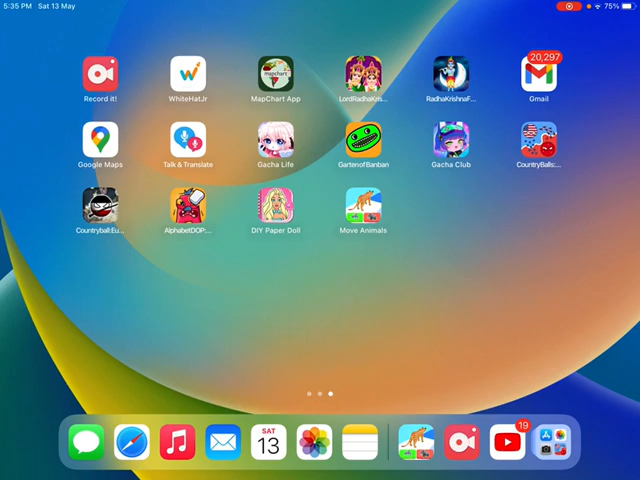 5:35 PM Sat 13 May
75%
20,297
Record it!
WhiteHatJr
MapChart App
LordRadhaKris...
RadhaKrishnaF...
Gmail
mapchart
Google Maps
Talk & Translate
Gacha Life
GartenofBanban
Gacha Club
CountryBalls:...
Countryball:Eu...
AlphabetDOP:...
DIY Paper Doll
Move Animals
SAT
13
19